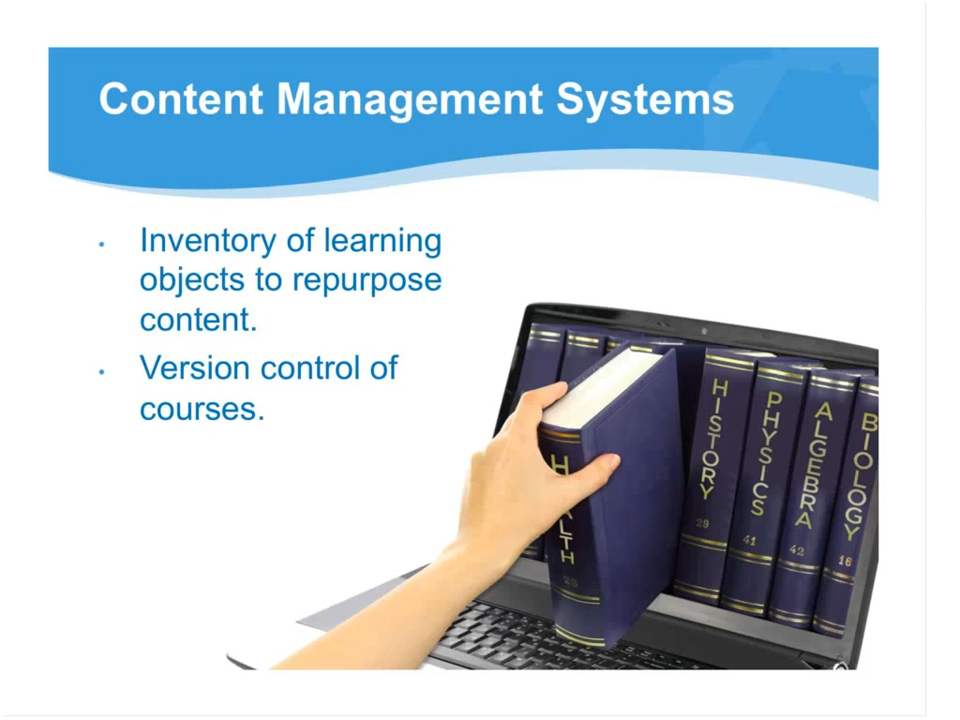 Content Management Systems
• Inventory of learning
objects to repurpose
content.
• Version control of
courses.
HEALTH
28
HISTORY
29
PHYSICS
41
ALGEBRA
42
BIOLOGY
16